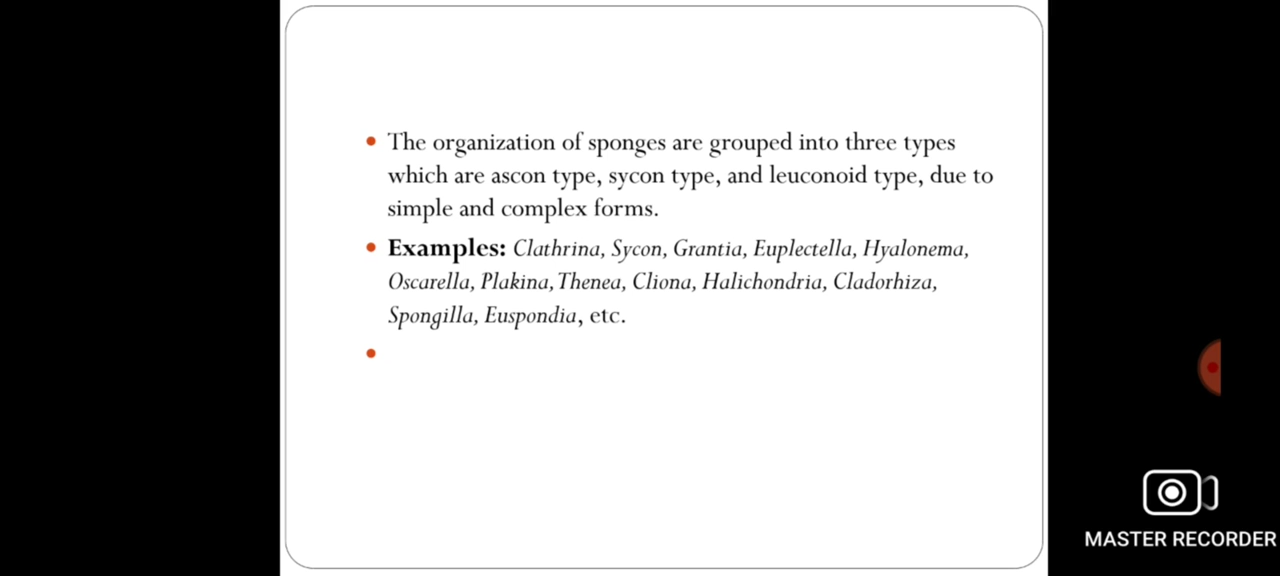 The organization of sponges are grouped into three types
which are ascon type, sycon type, and leuconoid type, due to
simple and complex forms.
Examples: Clathrina, Sycon, Grantia, Euplectella, Hyalonema,
Oscarella, Plakina, Thenea, Cliona, Halichondria, Cladorhiza,
Spongilla, Euspondia, etc.
MASTER RECORDER